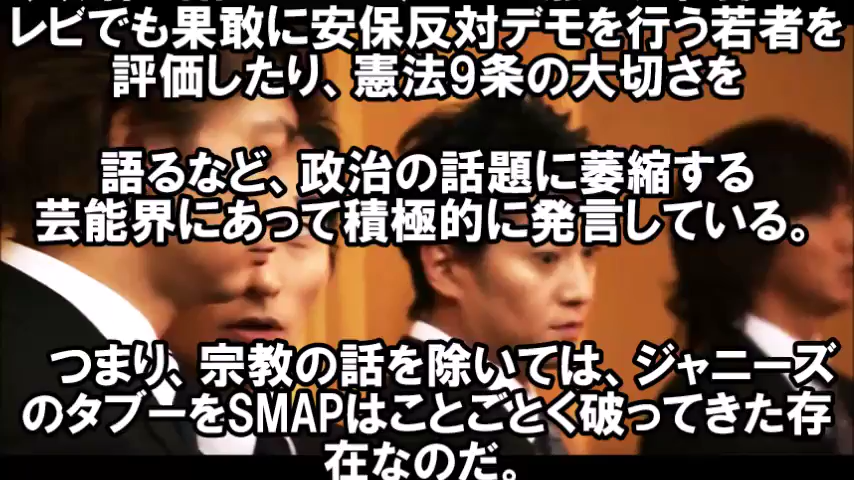 レビでも果敢に安保反対デモを行う若者を
評価したり、憲法9条の大切さを
語るなど、政治の話題に萎縮する
芸能界にあって積極的に発言している。
つまり、宗教の話を除いては、ジャニーズ
のタブーをSMAPはことごとく破ってきた存
在なのだ。